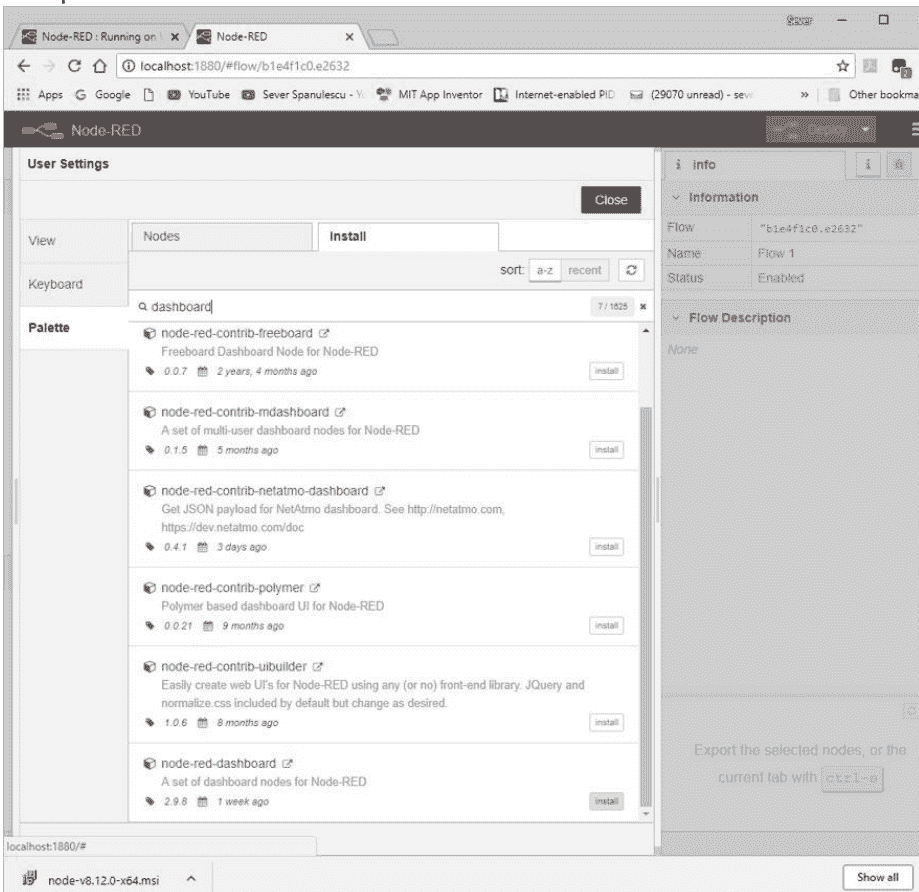 Sever
Node-RED : Running on
Node-RED
localhost:1880/#flow/b1e4f1c0.e2632
Apps
Google
YouTube
Sever Spanulescu - Yo
MIT App Inventor
Internet-enabled PID
(29070 unread) - sev
»
Other bookma
Node-RED
Deploy
User Settings
Close
View
Keyboard
Palette
Nodes
Install
sort: a-z recent
dashboard
7 / 1625
node-red-contrib-freeboard
Freeboard Dashboard Node for Node-RED
0.0.7 2 years, 4 months ago
install
node-red-contrib-mdashboard
A set of multi-user dashboard nodes for Node-RED
0.1.5 5 months ago
install
node-red-contrib-netatmo-dashboard
Get JSON payload for NetAtmo dashboard. See http://netatmo.com,
https://dev.netatmo.com/doc
0.4.1 3 days ago
install
node-red-contrib-polymer
Polymer based dashboard UI for Node-RED
0.0.21 9 months ago
install
node-red-contrib-uibuilder
Easily create web UI's for Node-RED using any (or no) front-end library. JQuery and
normalize.css included by default but change as desired.
1.0.6 8 months ago
install
node-red-dashboard
A set of dashboard nodes for Node-RED
2.9.8 1 week ago
install
info
Information
Flow "b1e4f1c0.e2632"
Name Flow 1
Status Enabled
Flow Description
None
Export the selected nodes, or the
current tab with ctrl-e
localhost:1880/#
node-v8.12.0-x64.msi
Show all